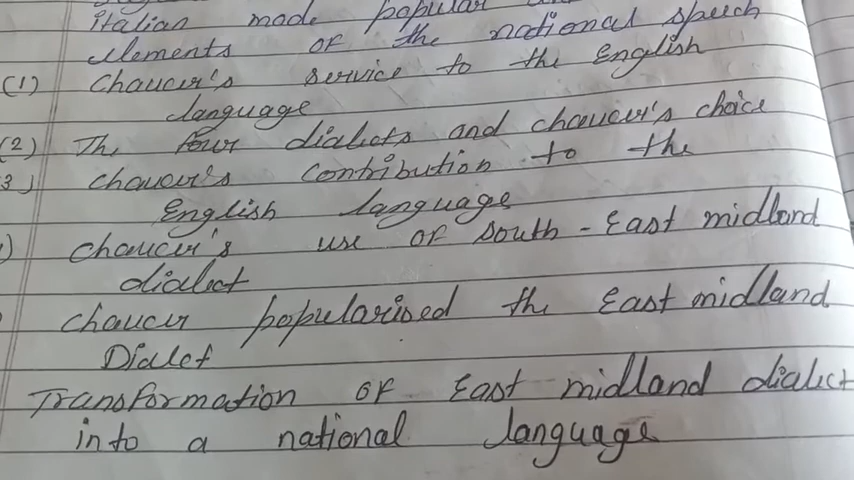 italian made popular
elements of the national speech
(1) Chaucer's service to the English
language
(2) The four dialects and chaucer's choice
3) Chaucer's contribution to the
English language
) Chaucer's use of south-East midland
dialect
Chaucer popularised the East midland
Dialet
Transformation of East midland dialect
into a national language